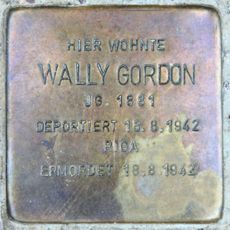 HIER WOHNTE
WALLY GORDON
JG. 1881
DEPORTIERT 15.8.1942
RIGA
ERMORDET 18.8.1942